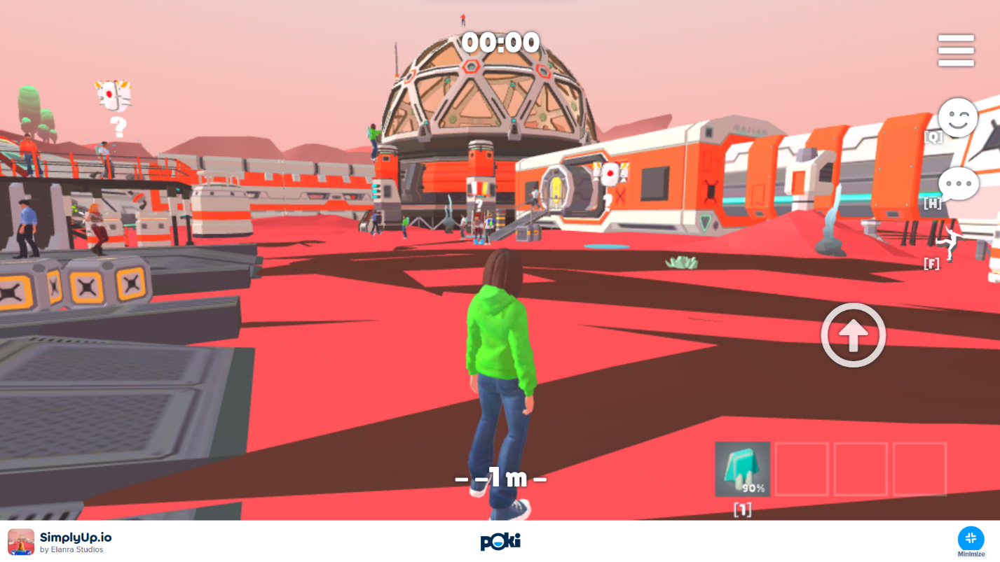 00:00
?
[Q]
?
[H]
[F]
– –1 m –
90%
[1]
SimplyUp.io
by Elanra Studios
POKi
Minimize